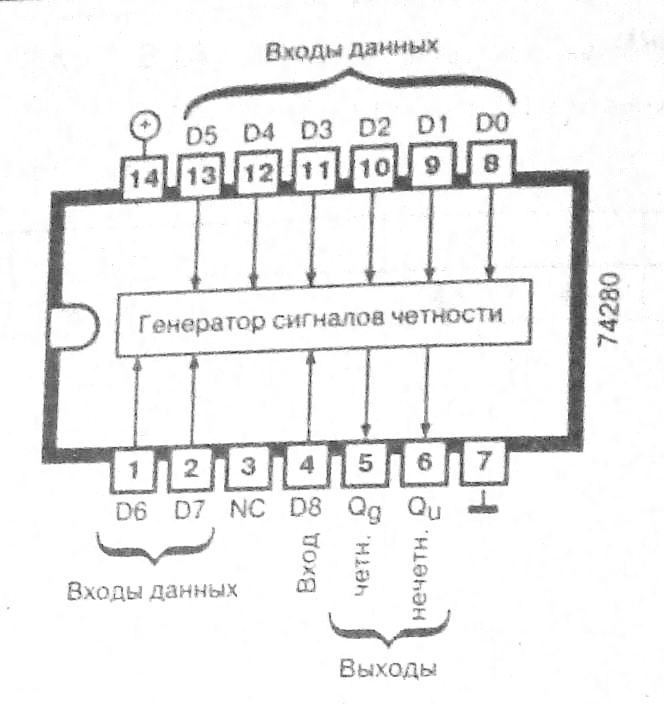 Входы данных
D5 D4 D3 D2 D1 D0
14 13 12 11 10 9 8
Генератор сигналов четности
74280
1 2 3 4 5 6 7
D6 D7 NC D8 Qg Qu
Вход
четн.
нечетн.
Входы данных
Выходы